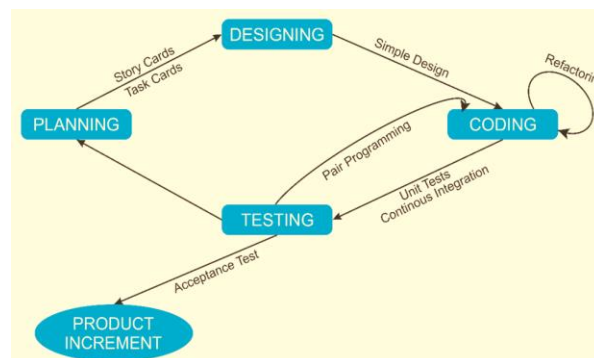 DESIGNING
Story Cards
Task Cards
Simple Design
Refactorin
PLANNING
CODING
Pair Programming
Unit Tests
Continous Integration
TESTING
Acceptance Test
PRODUCT
INCREMENT